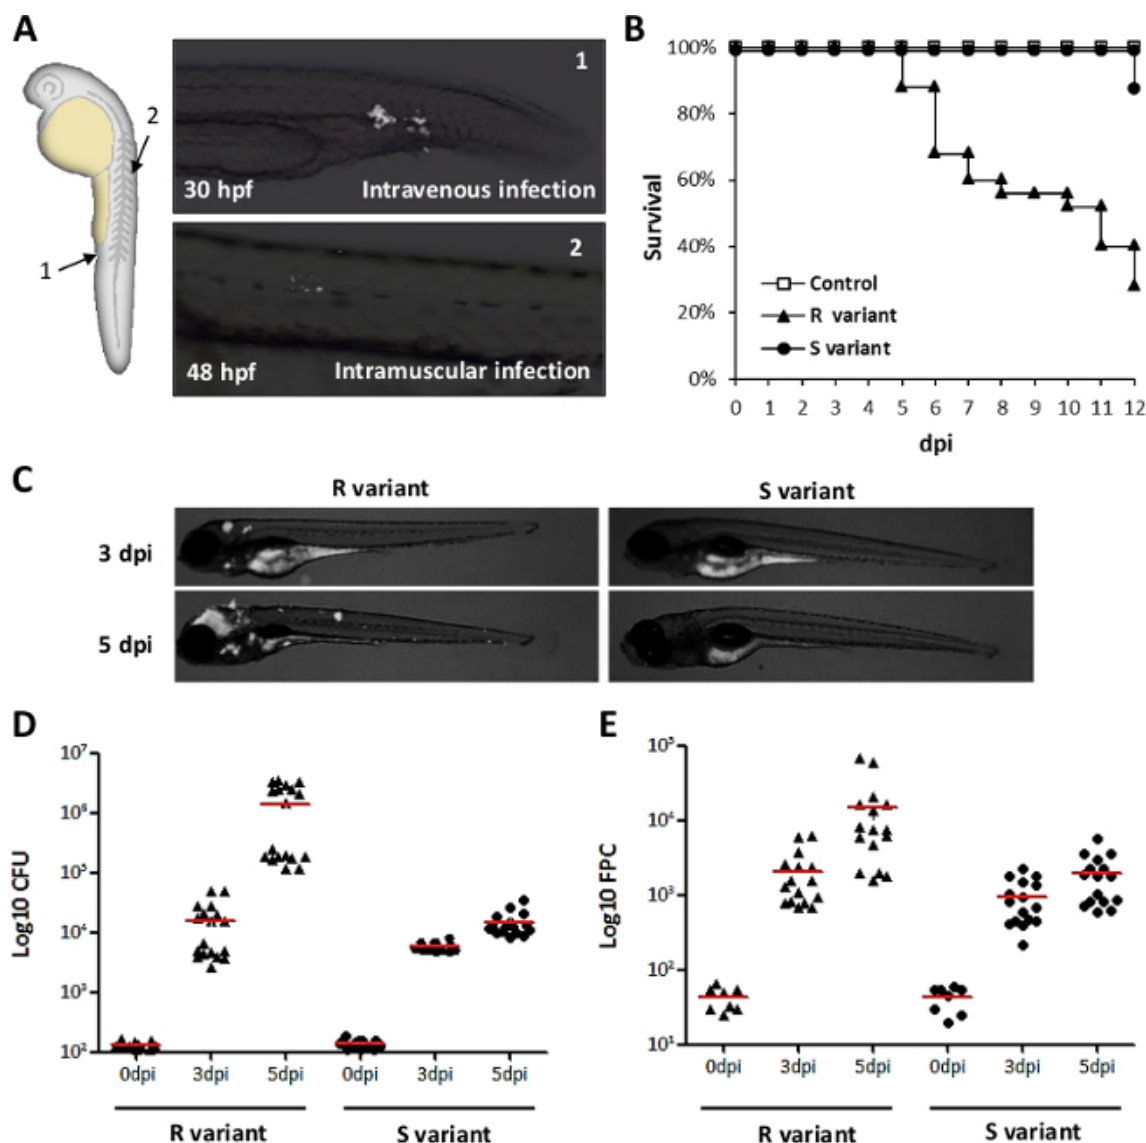 A
B
1
2
1
30 hpf
Intravenous infection
2
48 hpf
Intramuscular infection
Survival
100%
80%
60%
40%
20%
0%
Control
R variant
S variant
0 1 2 3 4 5 6 7 8 9 10 11 12
dpi
C
R variant
S variant
3 dpi
5 dpi
D
Log10 CFU
10⁷
10⁶
10⁵
10⁴
10³
10²
0dpi 3dpi 5dpi 0dpi 3dpi 5dpi
R variant S variant
E
Log10 FPC
10⁵
10⁴
10³
10²
10¹
0dpi 3dpi 5dpi 0dpi 3dpi 5dpi
R variant S variant